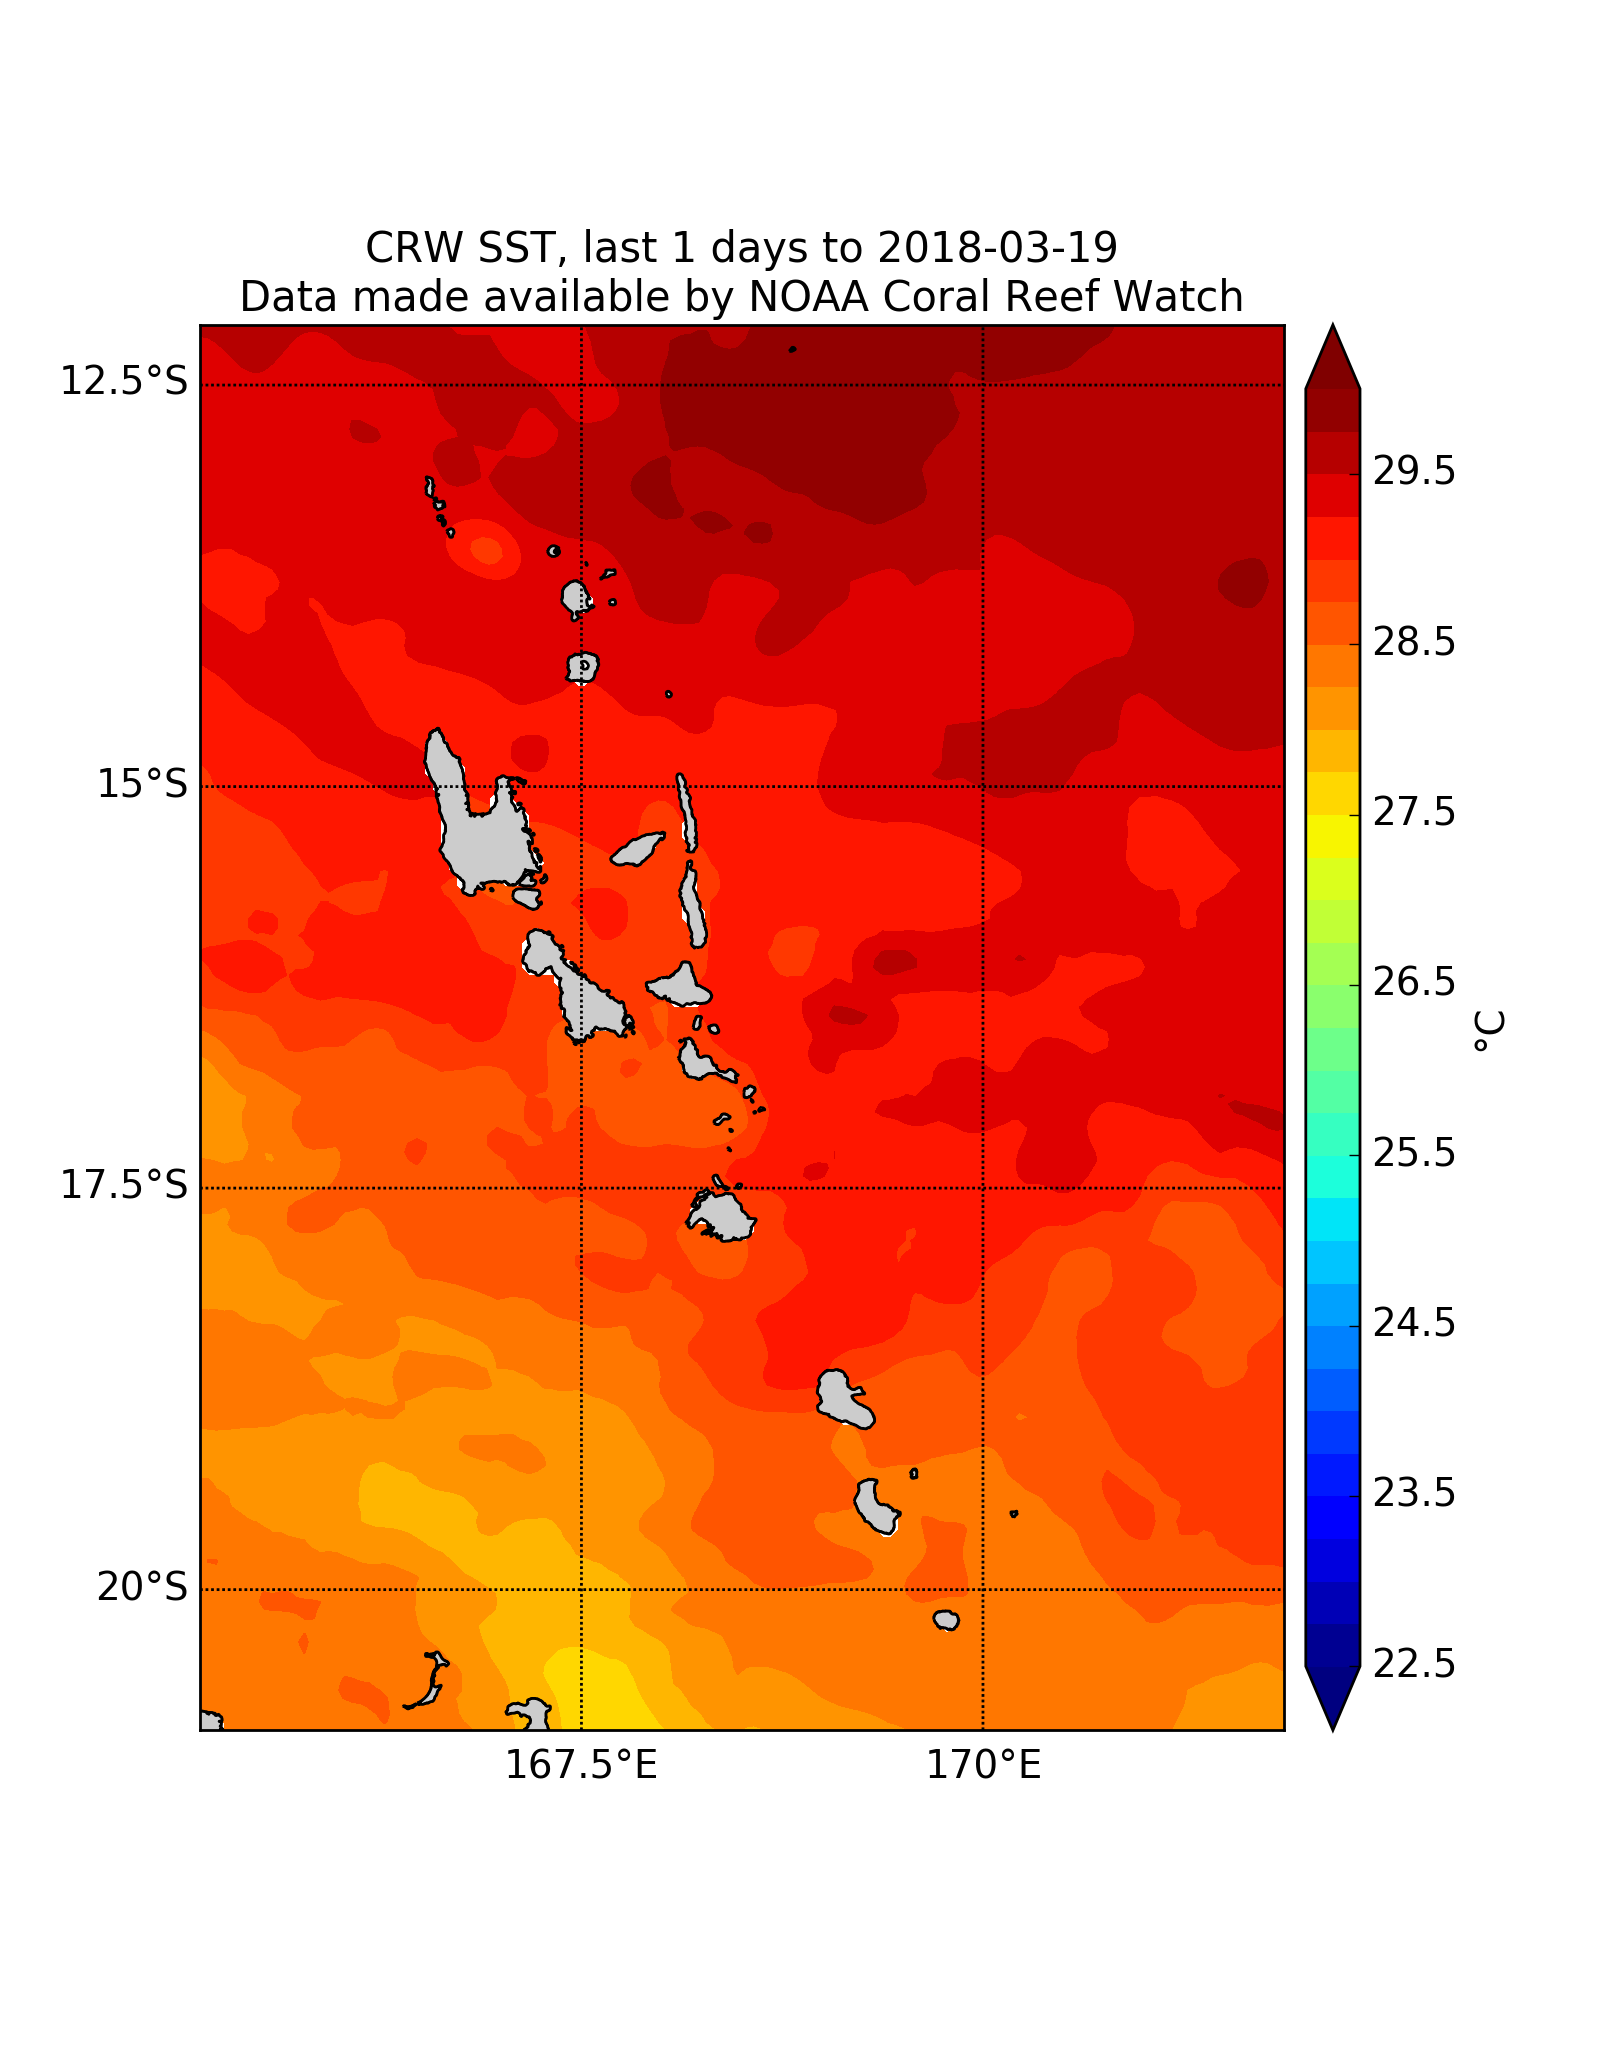 CRW SST, last 1 days to 2018-03-19
Data made available by NOAA Coral Reef Watch
12.5°S
15°S
17.5°S
20°S
167.5°E
170°E
29.5
28.5
27.5
26.5
25.5
24.5
23.5
22.5
°C